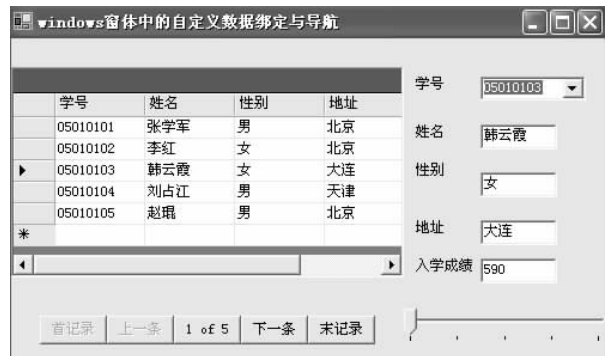 windows窗体中的自定义数据绑定与导航
学号 姓名 性别 地址
05010101 张学军 男 北京
05010102 李红 女 北京
05010103 韩云霞 女 大连
05010104 刘占江 男 天津
05010105 赵琨 男 北京
学号 05010103
姓名 韩云霞
性别 女
地址 大连
入学成绩 590
首记录 上一条 1 of 5 下一条 末记录